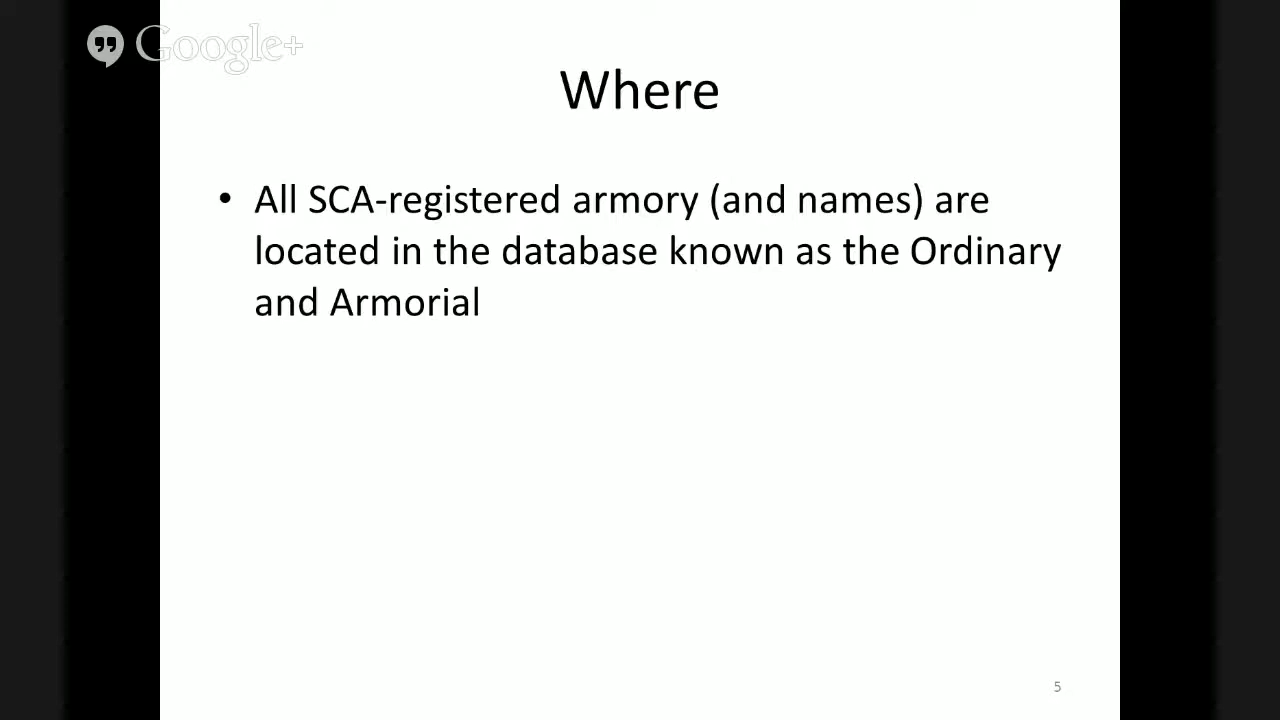 Google+
Where
• All SCA-registered armory (and names) are
located in the database known as the Ordinary
and Armorial
5